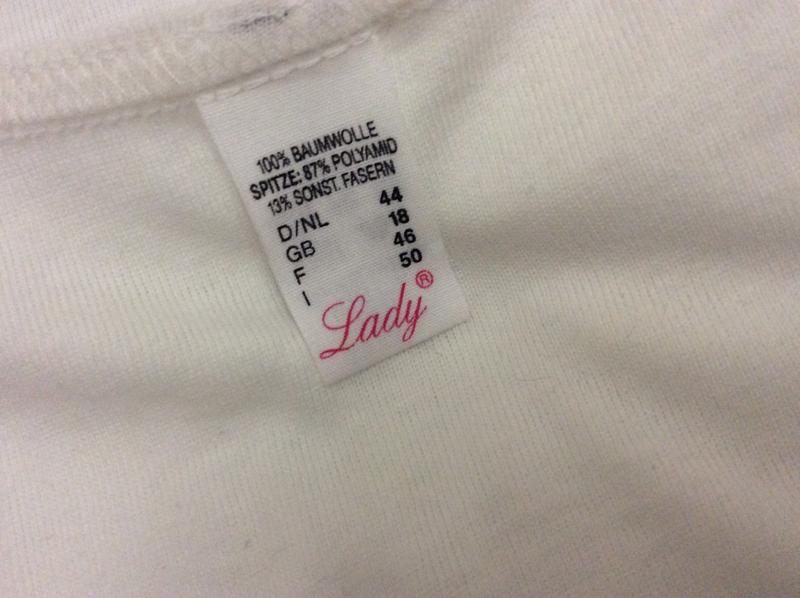 100% BAUMWOLLE
SPITZE: 87% POLYAMID
13% SONST. FASERN
D/NL 44
GB 18
F 46
I 50
Lady®